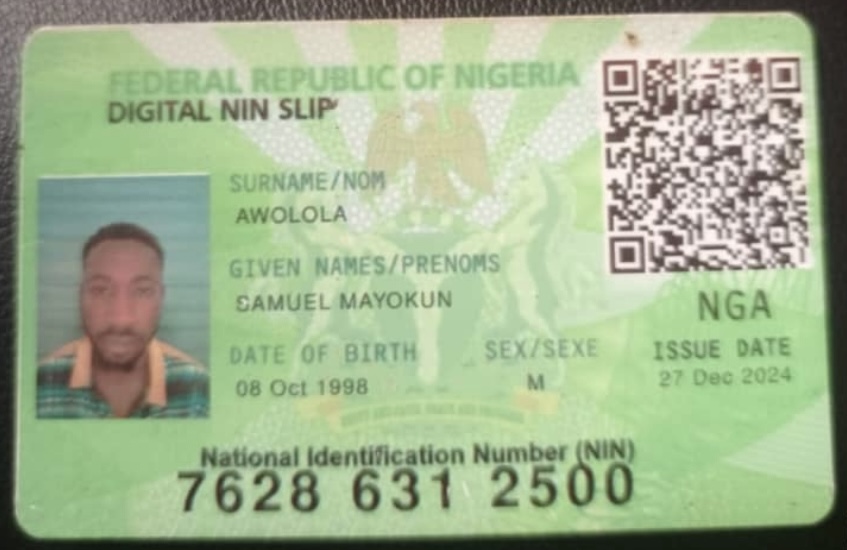 FEDERAL REPUBLIC OF NIGERIA
DIGITAL NIN SLIP
SURNAME/NOM
AWOLOLA
GIVEN NAMES/PRENOMS
SAMUEL MAYOKUN
DATE OF BIRTH
08 Oct 1998
SEX/SEXE
M
NGA
ISSUE DATE
27 Dec 2024
National Identification Number (NIN)
7628 631 2500